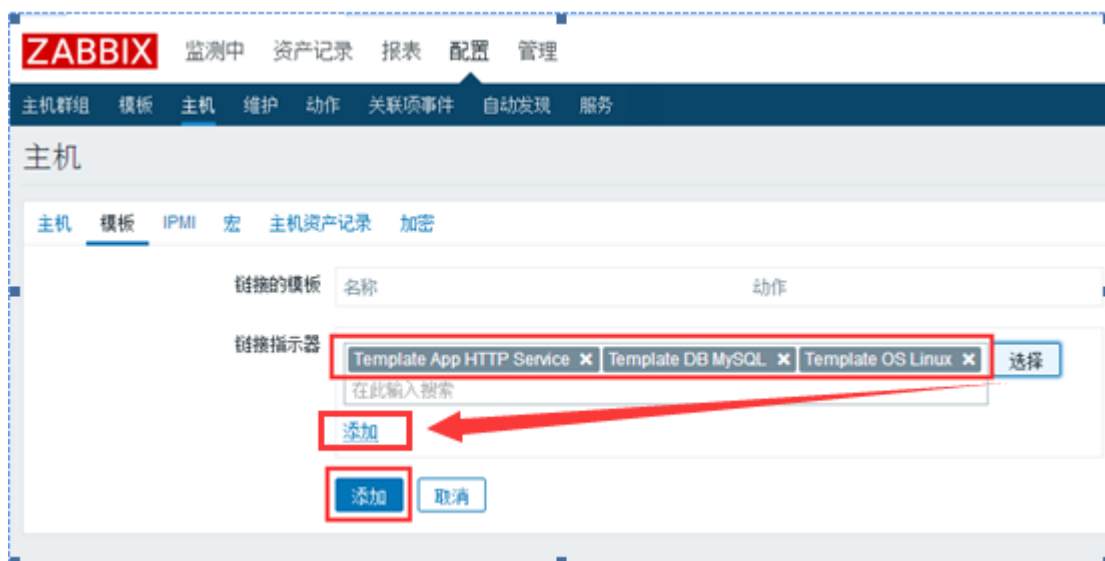 ZABBIX 监测中 资产记录 报表 配置 管理
主机群组 模板 主机 维护 动作 关联项事件 自动发现 服务
主机
主机 模板 IPMI 宏 主机资产记录 加密
链接的模板 名称 动作
链接指示器
Template App HTTP Service × Template DB MySQL × Template OS Linux × 选择
在此输入搜索
添加
添加 取消